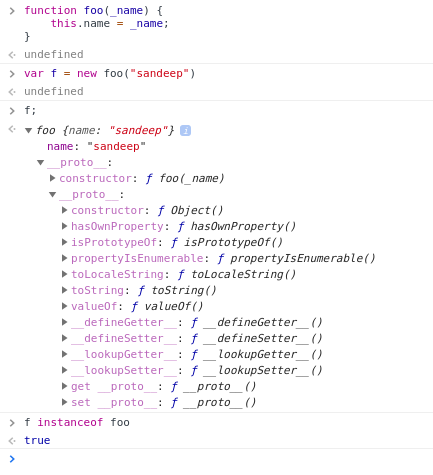 function foo(_name) {
this.name = _name;
}
undefined
var f = new foo("sandeep")
undefined
f;
foo {name: "sandeep"} i
name: "sandeep"
__proto__:
constructor: ƒ foo(_name)
__proto__:
constructor: ƒ Object()
hasOwnProperty: ƒ hasOwnProperty()
isPrototypeOf: ƒ isPrototypeOf()
propertyIsEnumerable: ƒ propertyIsEnumerable()
toLocaleString: ƒ toLocaleString()
toString: ƒ toString()
valueOf: ƒ valueOf()
__defineGetter__: ƒ __defineGetter__()
__defineSetter__: ƒ __defineSetter__()
__lookupGetter__: ƒ __lookupGetter__()
__lookupSetter__: ƒ __lookupSetter__()
get __proto__: ƒ __proto__()
set __proto__: ƒ __proto__()
f instanceof foo
true